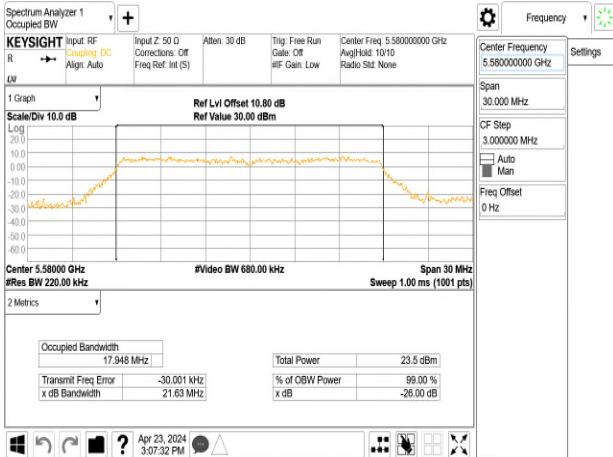 Spectrum Analyzer 1
Occupied BW
Frequency
KEYSIGHT
R
Input: RF
Coupling: DC
Align: Auto
Input Z: 50 Ω
Corrections: Off
Freq Ref: Int (S)
Atten: 30 dB
Trig: Free Run
Gate: Off
#IF Gain: Low
Center Freq: 5.580000000 GHz
Avg|Hold: 10/10
Radio Std: None
Center Frequency
5.580000000 GHz
Settings
Span
30.000 MHz
CF Step
3.000000 MHz
Auto
Man
Freq Offset
0 Hz
1 Graph
Scale/Div 10.0 dB
Ref Lvl Offset 10.80 dB
Ref Value 30.00 dBm
Log
20.0
10.0
0.00
-10.0
-20.0
-30.0
-40.0
-50.0
-60.0
Center 5.58000 GHz
#Video BW 680.00 kHz
Span 30 MHz
#Res BW 220.00 kHz
Sweep 1.00 ms (1001 pts)
2 Metrics
Occupied Bandwidth
17.948 MHz
Total Power 23.5 dBm
Transmit Freq Error -30.001 kHz
% of OBW Power 99.00 %
x dB Bandwidth 21.63 MHz
x dB -26.00 dB
?
Apr 23, 2024
3:07:32 PM